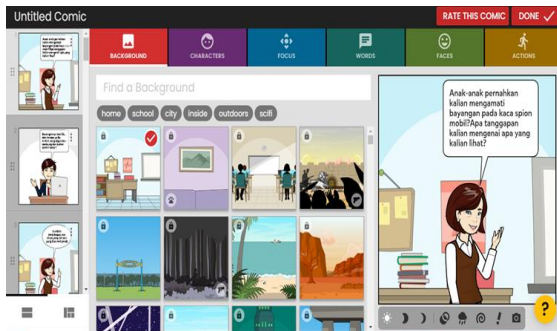 Untitled Comic
RATE THIS COMIC
DONE
BACKGROUND
CHARACTERS
FOCUS
WORDS
FACES
ACTIONS
Find a Background
home school city inside outdoors scifi
Anak-anak pernahkan
kalian mengamati
bayangan pada kaca spion
mobil?Apa tanggapan
kalian mengenai apa yang
kalian lihat?
?